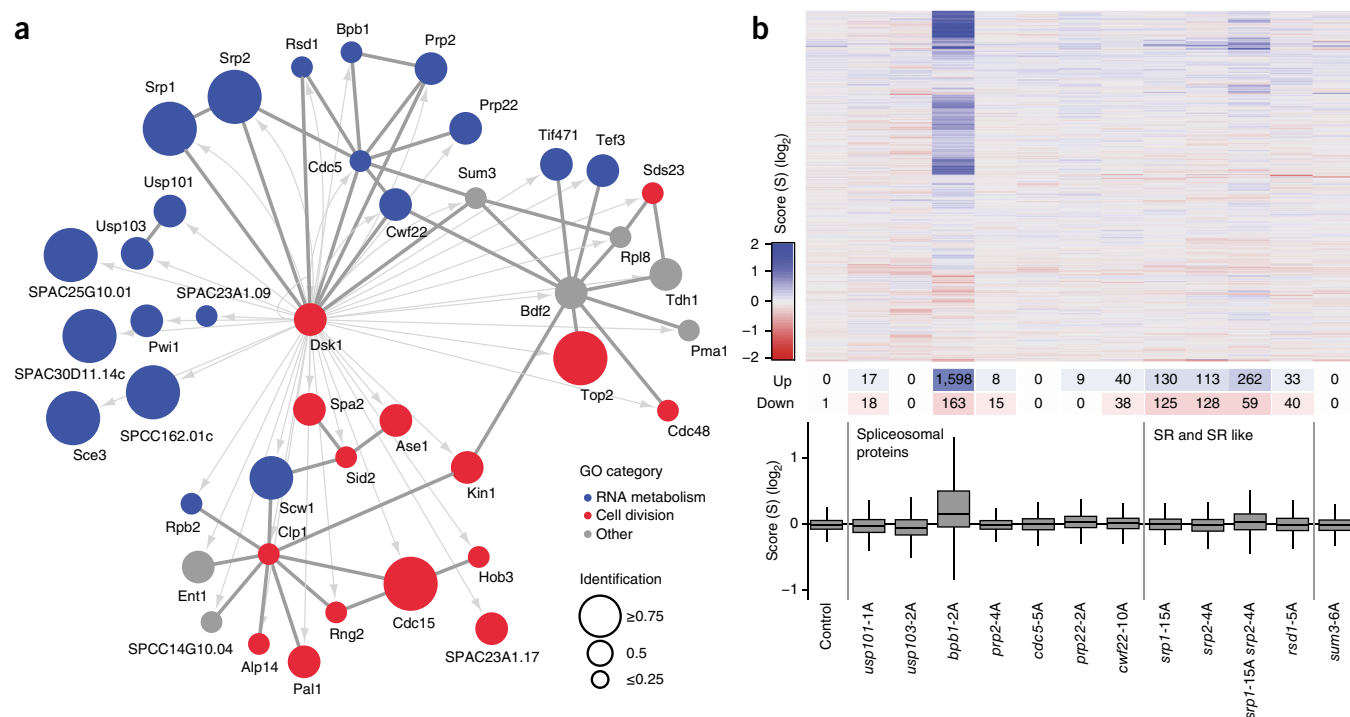 a
Bpb1
Rsd1
Prp2
Srp2
Srp1
Prp22
Cdc5
Tif471
Tef3
Sds23
Sum3
Usp101
Usp103
Cwf22
Rpl8
Tdh1
SPAC25G10.01
SPAC23A1.09
Bdf2
Pwi1
Dsk1
Pma1
SPAC30D11.14c
Top2
Spa2
Cdc48
SPCC162.01c
Ase1
Sce3
Sid2
Kin1
Scw1
Rpb2
Clp1
Hob3
Ent1
Cdc15
SPCC14G10.04
Rng2
SPAC23A1.17
Alp14
Pal1
GO category
RNA metabolism
Cell division
Other
Identification
≥0.75
0.5
≤0.25
b
Score (S) (log2)
2
1
0
−1
−2
Up 0 17 0 1,598 8 0 9 40 130 113 262 33 0
Down 1 18 0 163 15 0 0 38 125 128 59 40 0
Spliceosomal
proteins
SR and SR like
Score (S) (log2)
1
0
−1
Control
usp101-1A
usp103-2A
bpb1-2A
prp2-4A
cdc5-5A
prp22-2A
cwf22-10A
srp1-15A
srp2-4A
srp1-15A srp2-4A
rsd1-5A
sum3-6A